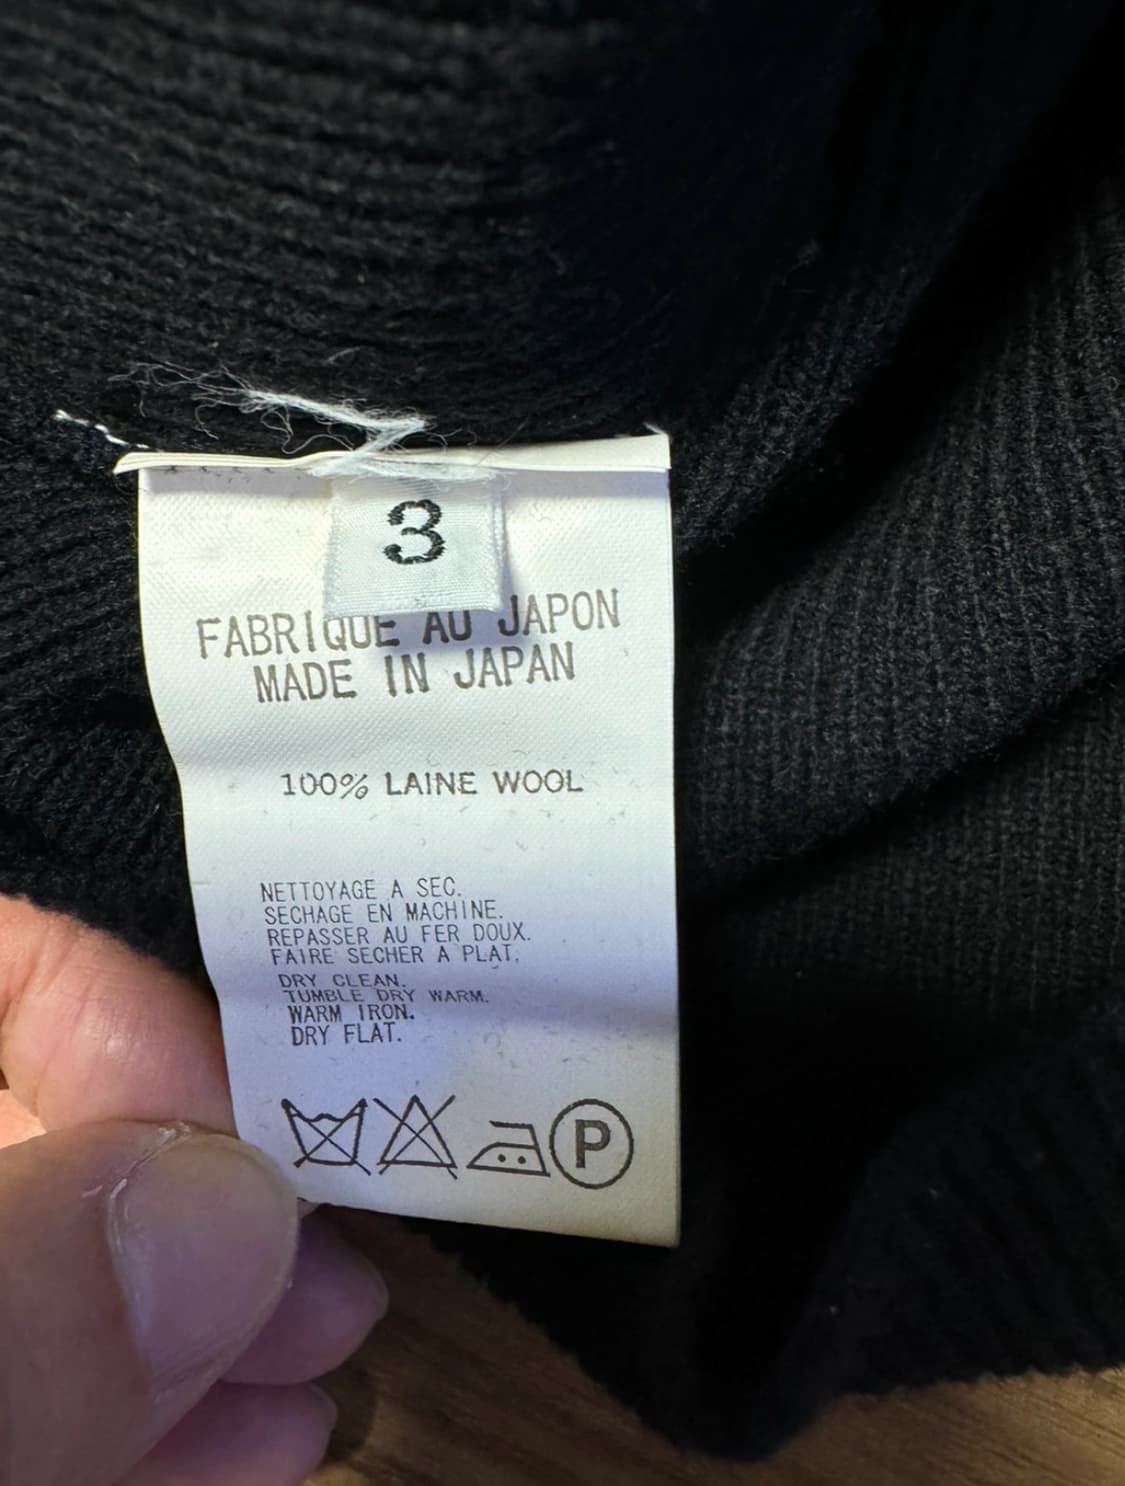 3
FABRIQUE AU JAPON
MADE IN JAPAN
100% LAINE WOOL
NETTOYAGE A SEC.
SECHAGE EN MACHINE.
REPASSER AU FER DOUX.
FAIRE SECHER A PLAT.
DRY CLEAN.
TUMBLE DRY WARM.
WARM IRON.
DRY FLAT.
P